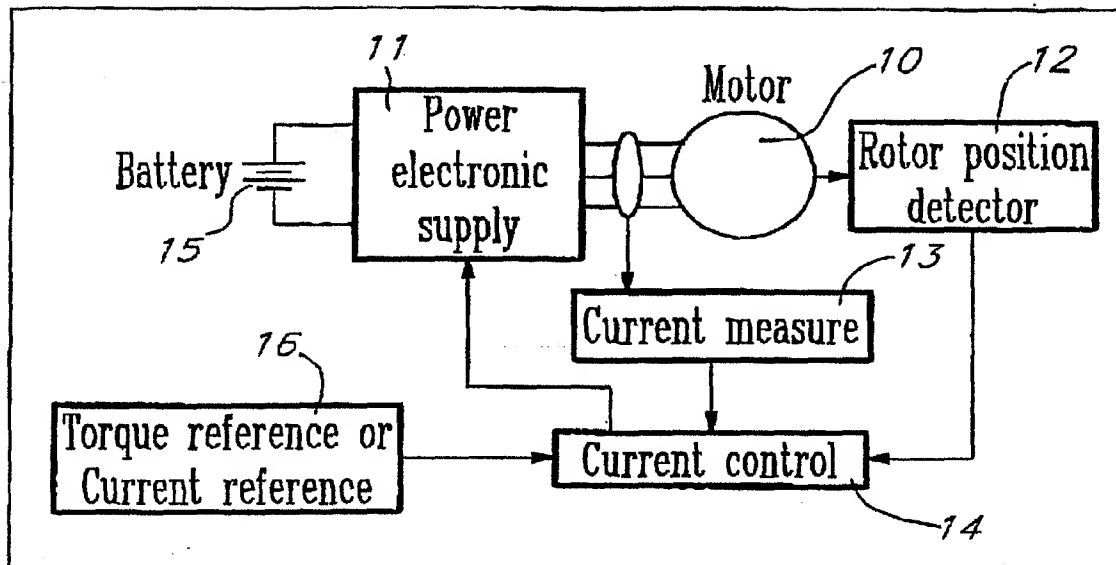 11
Power
electronic
supply
Battery
15
Motor
10
12
Rotor position
detector
13
Current measure
16
Torque reference or
Current reference
Current control
14